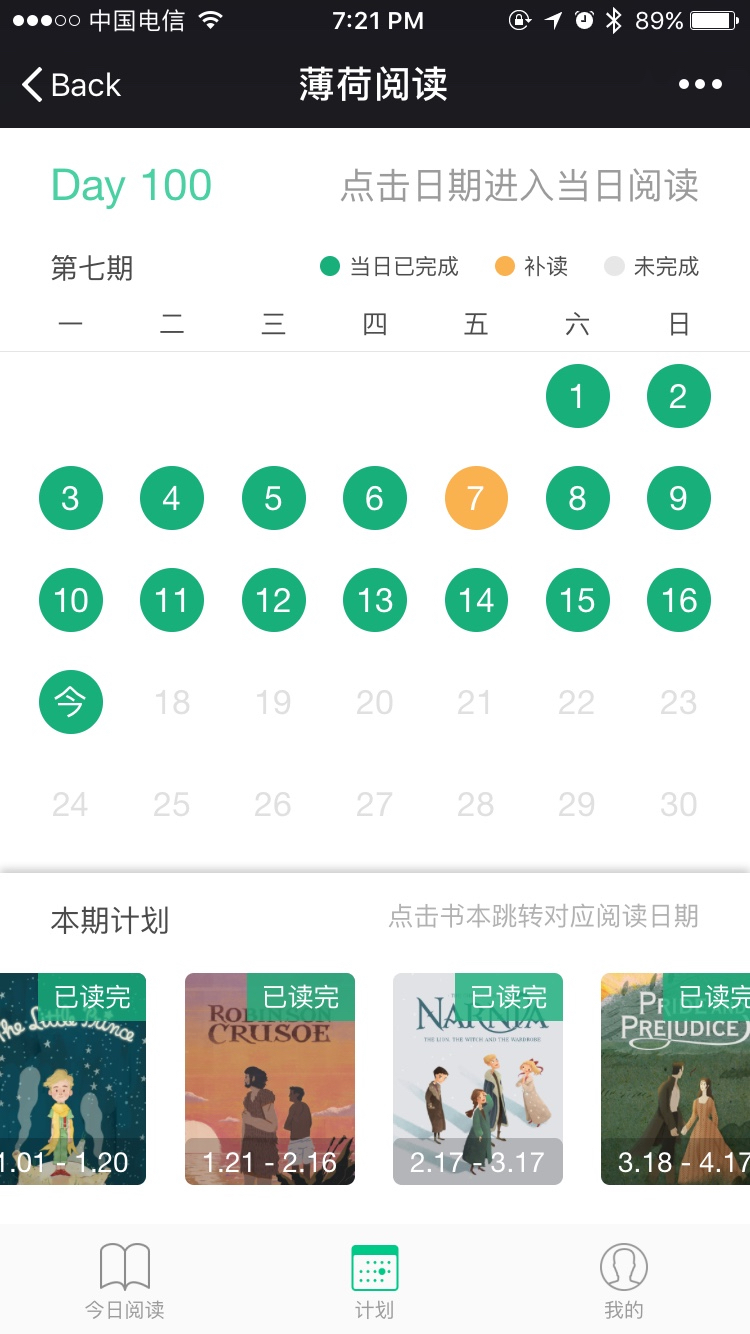 中国电信 7:21 PM 89%
Back 薄荷阅读
Day 100 点击日期进入当日阅读
第七期 当日已完成 补读 未完成
一 二 三 四 五 六 日
1 2
3 4 5 6 7 8 9
10 11 12 13 14 15 16
今 18 19 20 21 22 23
24 25 26 27 28 29 30
本期计划 点击书本跳转对应阅读日期
已读完 已读完 已读完 已读完
he Little Prince ROBINSON CRUSOE NARNIA THE LION, THE WITCH AND THE WARDROBE PRIDE AND PREJUDICE
1.01 - 1.20 1.21 - 2.16 2.17 - 3.17 3.18 - 4.17
今日阅读 计划 我的